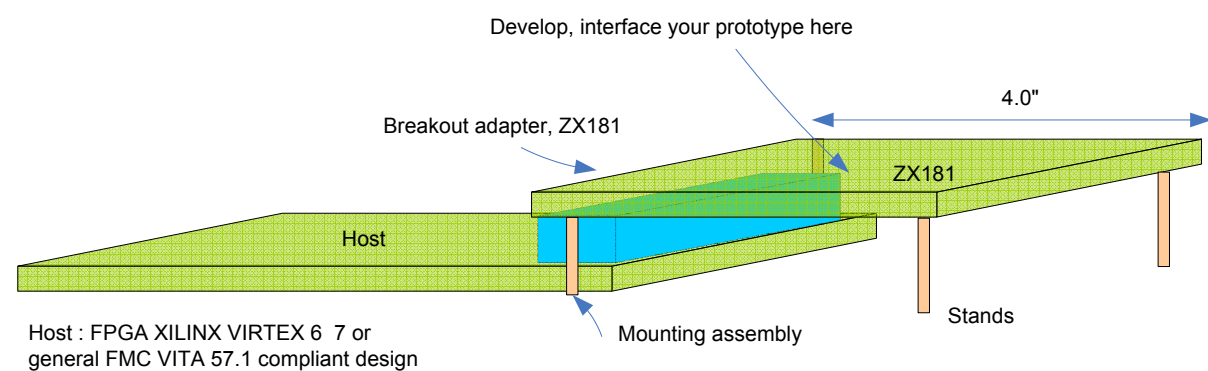 Develop, interface your prototype here
4.0"
Breakout adapter, ZX181
ZX181
Host
Stands
Mounting assembly
Host : FPGA XILINX VIRTEX 6 7 or
general FMC VITA 57.1 compliant design